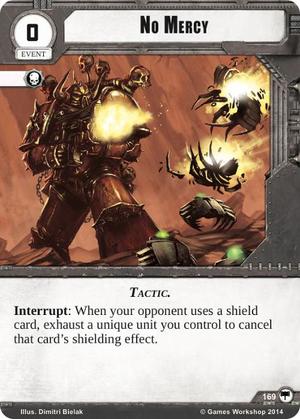 No Mercy
0
EVENT
Tactic.
Interrupt: When your opponent uses a shield
card, exhaust a unique unit you control to cancel
that card's shielding effect.
169
Illus. Dimitri Bielak
© Games Workshop 2014